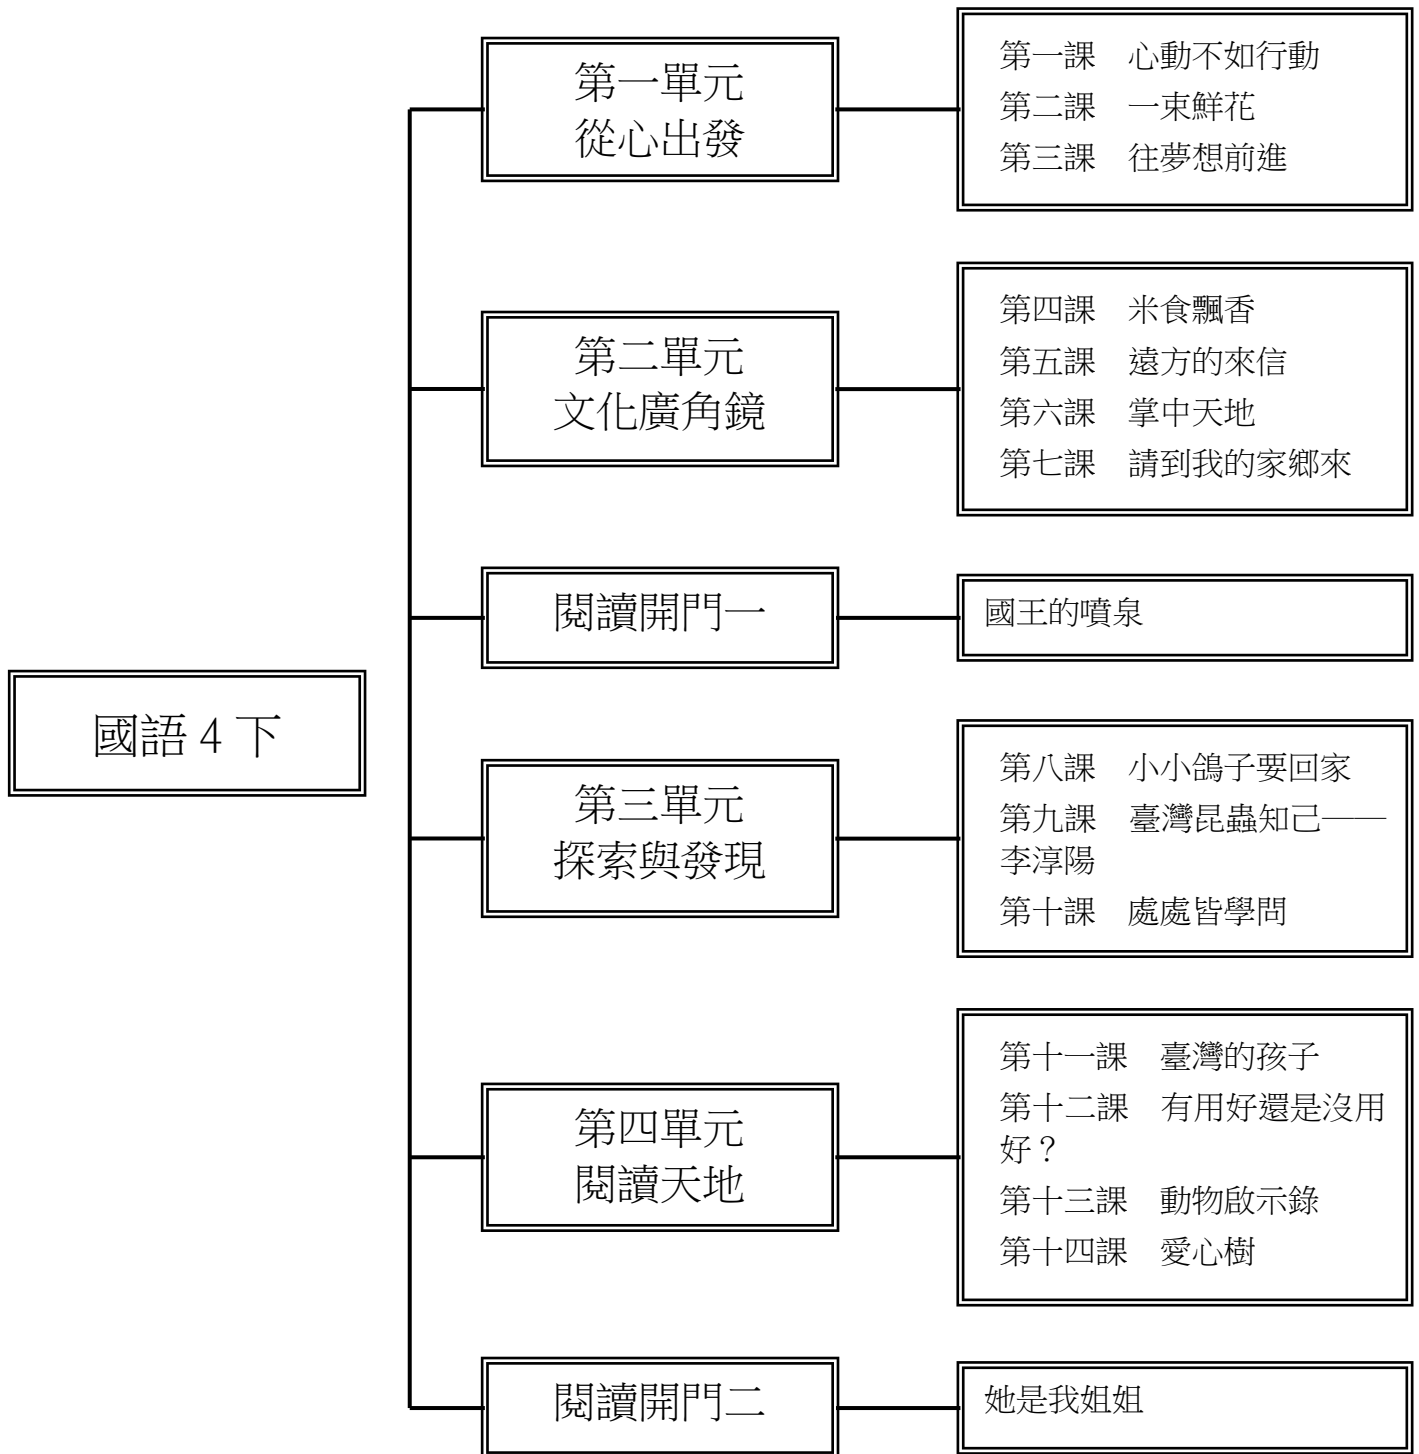 第一單元
從心出發
第一課　心動不如行動
第二課　一束鮮花
第三課　往夢想前進
第二單元
文化廣角鏡
第四課　米食飄香
第五課　遠方的來信
第六課　掌中天地
第七課　請到我的家鄉來
閱讀開門一
國王的噴泉
國語 4 下
第三單元
探索與發現
第八課　小小鴿子要回家
第九課　臺灣昆蟲知己——
李淳陽
第十課　處處皆學問
第四單元
閱讀天地
第十一課　臺灣的孩子
第十二課　有用好還是沒用
好？
第十三課　動物啟示錄
第十四課　愛心樹
閱讀開門二
她是我姐姐